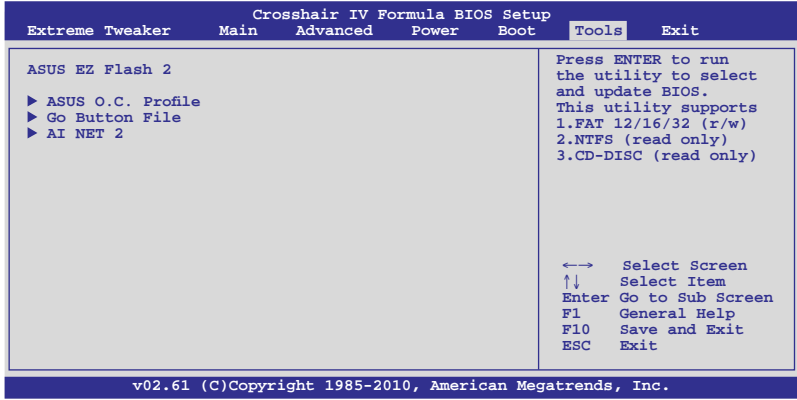 Crosshair IV Formula BIOS Setup
Extreme Tweaker Main Advanced Power Boot Tools Exit
ASUS EZ Flash 2
▶ ASUS O.C. Profile
▶ Go Button File
▶ AI NET 2
Press ENTER to run
the utility to select
and update BIOS.
This utility supports
1.FAT 12/16/32 (r/w)
2.NTFS (read only)
3.CD-DISC (read only)
←→ Select Screen
↑↓ Select Item
Enter Go to Sub Screen
F1 General Help
F10 Save and Exit
ESC Exit
v02.61 (C)Copyright 1985-2010, American Megatrends, Inc.